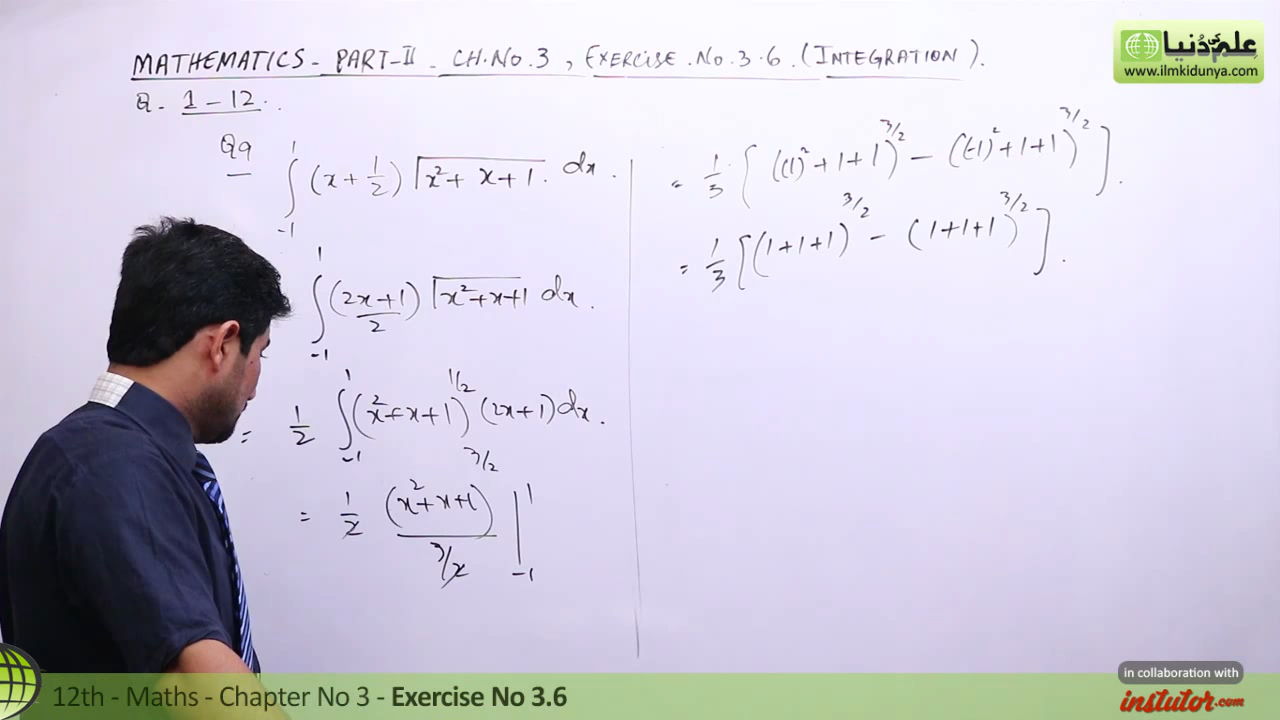 MATHEMATICS - PART-II - CH.No.3, EXERCISE.No.3.6.(INTEGRATION).
Q. 1-12.
Q9 ∫_{-1}^{1} (x + 1/2) √(x² + x + 1) dx.
∫_{-1}^{1} (2x+1)/2 √(x²+x+1) dx.
= 1/2 ∫_{-1}^{1} (x²+x+1)^{1/2} (2x+1) dx.
= 1/2 (x²+x+1)^{3/2} / (3/2) |_{-1}^{1}
= 1/3 [((1)²+1+1)^{3/2} - ((-1)²+1+1)^{3/2}].
= 1/3 [(1+1+1)^{3/2} - (1+1+1)^{3/2}].
علم کی دُنیا
www.ilmkidunya.com
12th - Maths - Chapter No 3 - Exercise No 3.6
in collaboration with
instutor.com